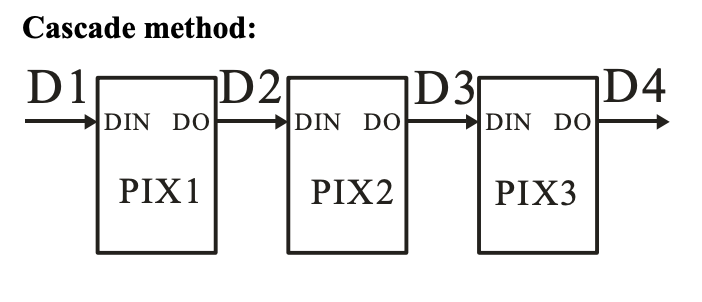 Cascade method:
D1 D2 D3 D4
DIN DO DIN DO DIN DO
PIX1 PIX2 PIX3